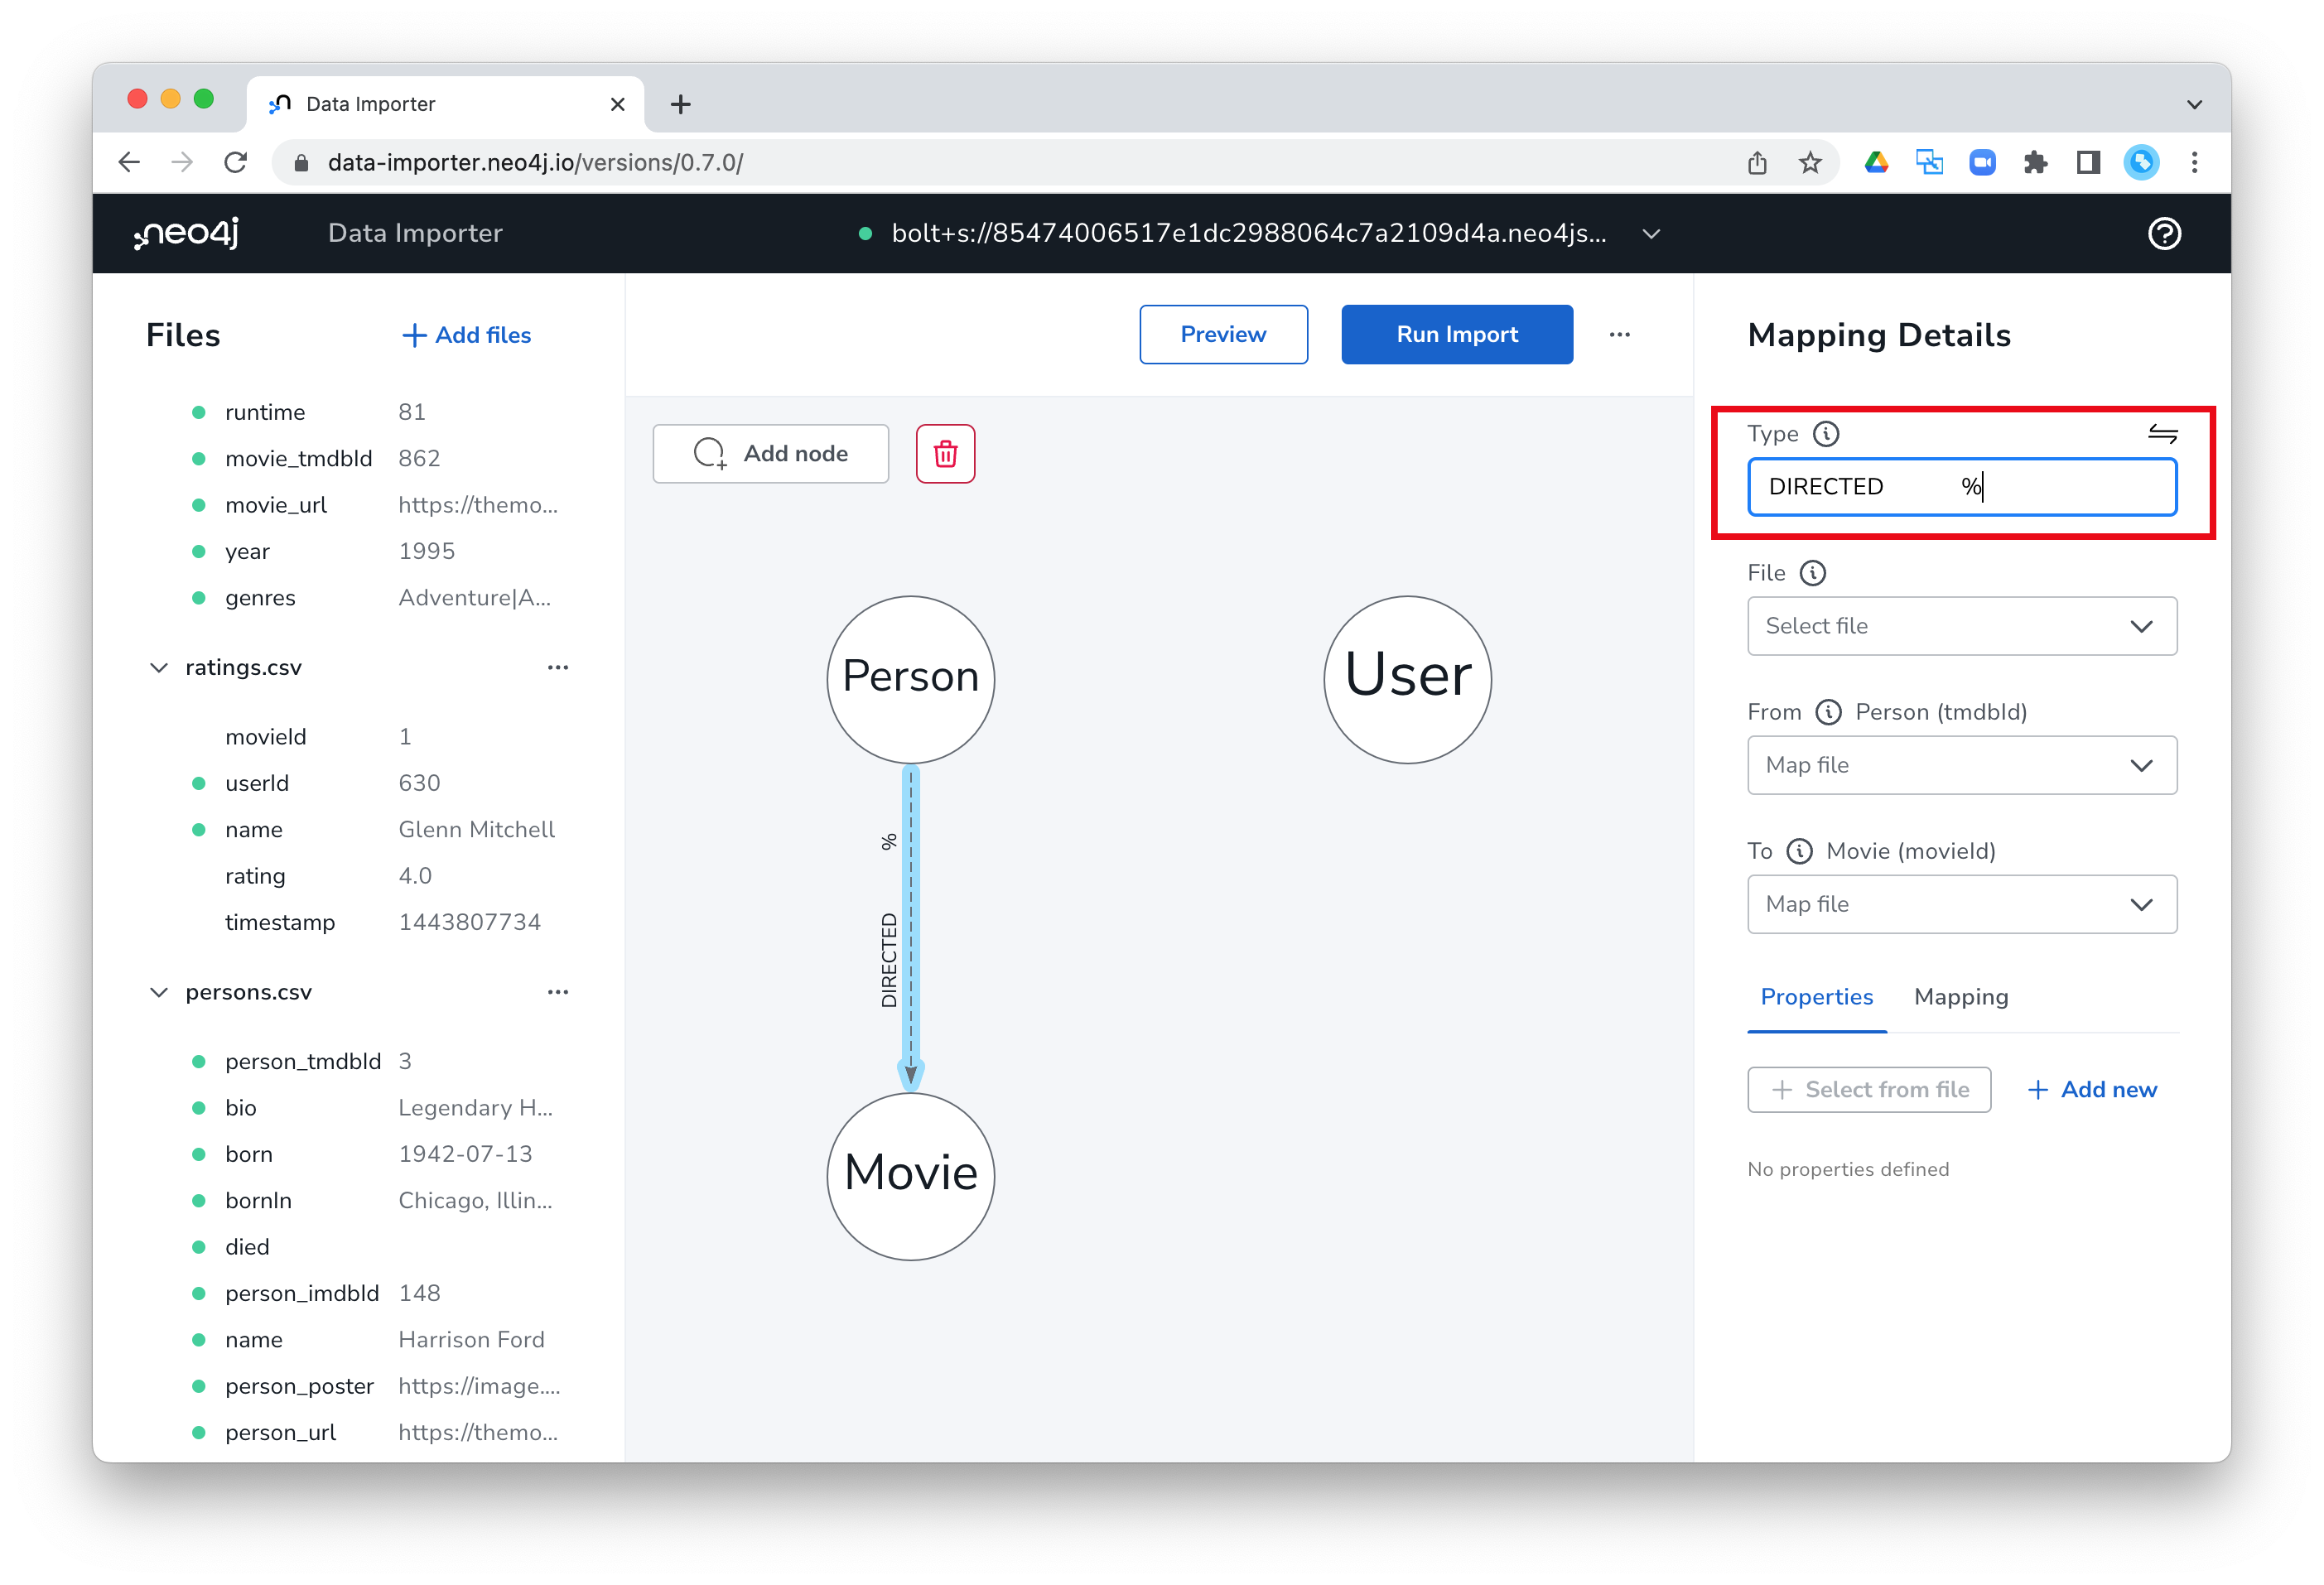 Data Importer
data-importer.neo4j.io/versions/0.7.0/
neo4j Data Importer bolt+s://85474006517e1dc2988064c7a2109d4a.neo4js...
Files
Add files
runtime 81
movie_tmdbId 862
movie_url https://themo...
year 1995
genres Adventure|A...
ratings.csv
movieId 1
userId 630
name Glenn Mitchell
rating 4.0
timestamp 1443807734
persons.csv
person_tmdbId 3
bio Legendary H...
born 1942-07-13
bornIn Chicago, Illin...
died
person_imdbId 148
name Harrison Ford
person_poster https://image....
person_url https://themo...
Preview
Run Import
Add node
Person
User
DIRECTED %
Movie
Mapping Details
Type
DIRECTED %
File
Select file
From Person (tmdbId)
Map file
To Movie (movieId)
Map file
Properties Mapping
Select from file
Add new
No properties defined